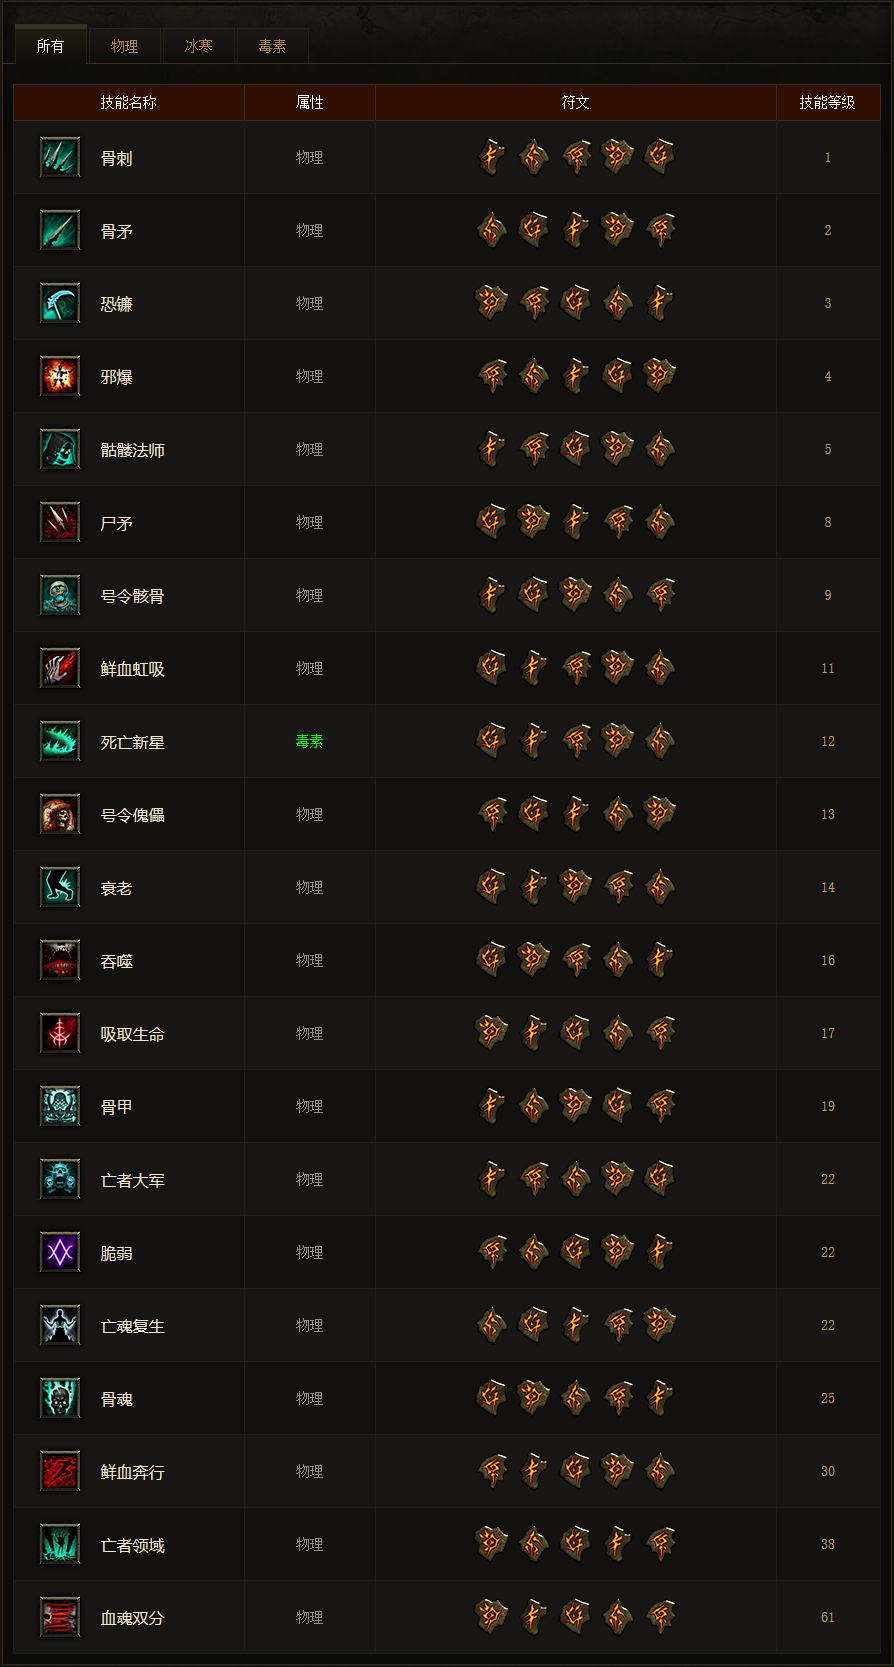 所有 物理 冰寒 毒素
技能名称 属性 符文 技能等级
骨刺 物理 1
骨矛 物理 2
恐镰 物理 3
邪爆 物理 4
骷髅法师 物理 5
尸矛 物理 8
号令骸骨 物理 9
鲜血虹吸 物理 11
死亡新星 毒素 12
号令傀儡 物理 13
衰老 物理 14
吞噬 物理 16
吸取生命 物理 17
骨甲 物理 19
亡者大军 物理 22
脆弱 物理 22
亡魂复生 物理 22
骨魂 物理 25
鲜血奔行 物理 30
亡者领域 物理 38
血魂双分 物理 61